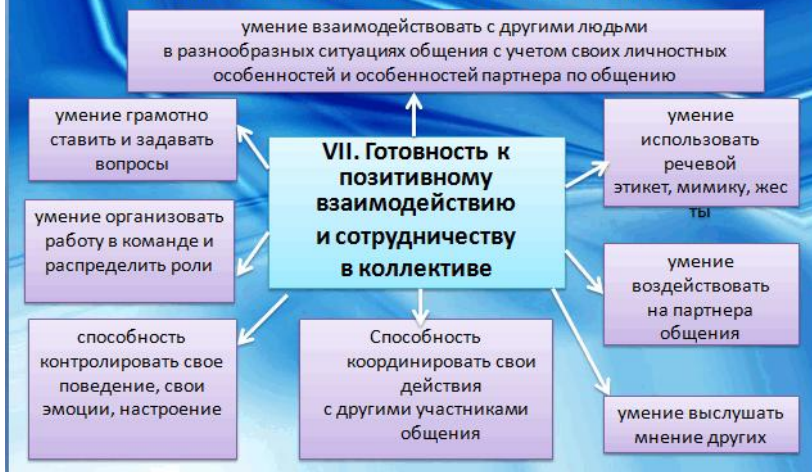 умение взаимодействовать с другими людьми
в разнообразных ситуациях общения с учетом своих личностных
особенностей и особенностей партнера по общению
умение грамотно
ставить и задавать
вопросы
VII. Готовность к
позитивному
взаимодействию
и сотрудничеству
в коллективе
умение
использовать
речевой
этикет, мимику, жес
ты
умение организовать
работу в команде и
распределить роли
умение
воздействовать
на партнера
общения
способность
контролировать свое
поведение, свои
эмоции, настроение
Способность
координировать свои
действия
с другими участниками
общения
умение выслушать
мнение других